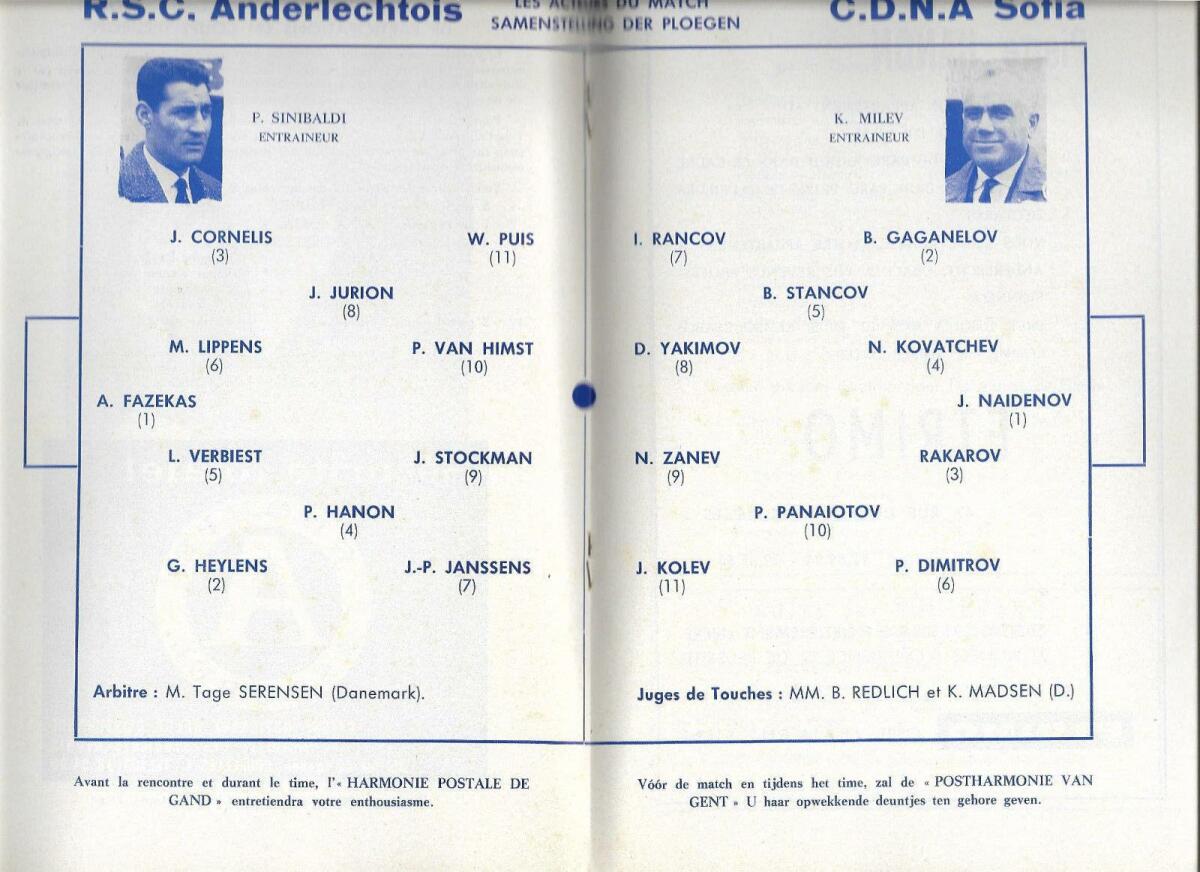 R.S.C. Anderlechtois
LES ACTEURS DU MATCH
SAMENSTELLING DER PLOEGEN
C.D.N.A Sofia
P. SINIBALDI
ENTRAINEUR
K. MILEV
ENTRAINEUR
J. CORNELIS
(3)
W. PUIS
(11)
J. JURION
(8)
M. LIPPENS
(6)
P. VAN HIMST
(10)
A. FAZEKAS
(1)
L. VERBIEST
(5)
J. STOCKMAN
(9)
P. HANON
(4)
G. HEYLENS
(2)
J.-P. JANSSENS
(7)
I. RANCOV
(7)
B. GAGANELOV
(2)
B. STANCOV
(5)
D. YAKIMOV
(8)
N. KOVATCHEV
(4)
J. NAIDENOV
(1)
N. ZANEV
(9)
RAKAROV
(3)
P. PANAIOTOV
(10)
J. KOLEV
(11)
P. DIMITROV
(6)
Arbitre : M. Tage SERENSEN (Danemark).
Juges de Touches : MM. B. REDLICH et K. MADSEN (D.)
Avant la rencontre et durant le time, l'« HARMONIE POSTALE DE
GAND » entretiendra votre enthousiasme.
Vóór de match en tijdens het time, zal de « POSTHARMONIE VAN
GENT » U haar opwekkende deuntjes ten gehore geven.